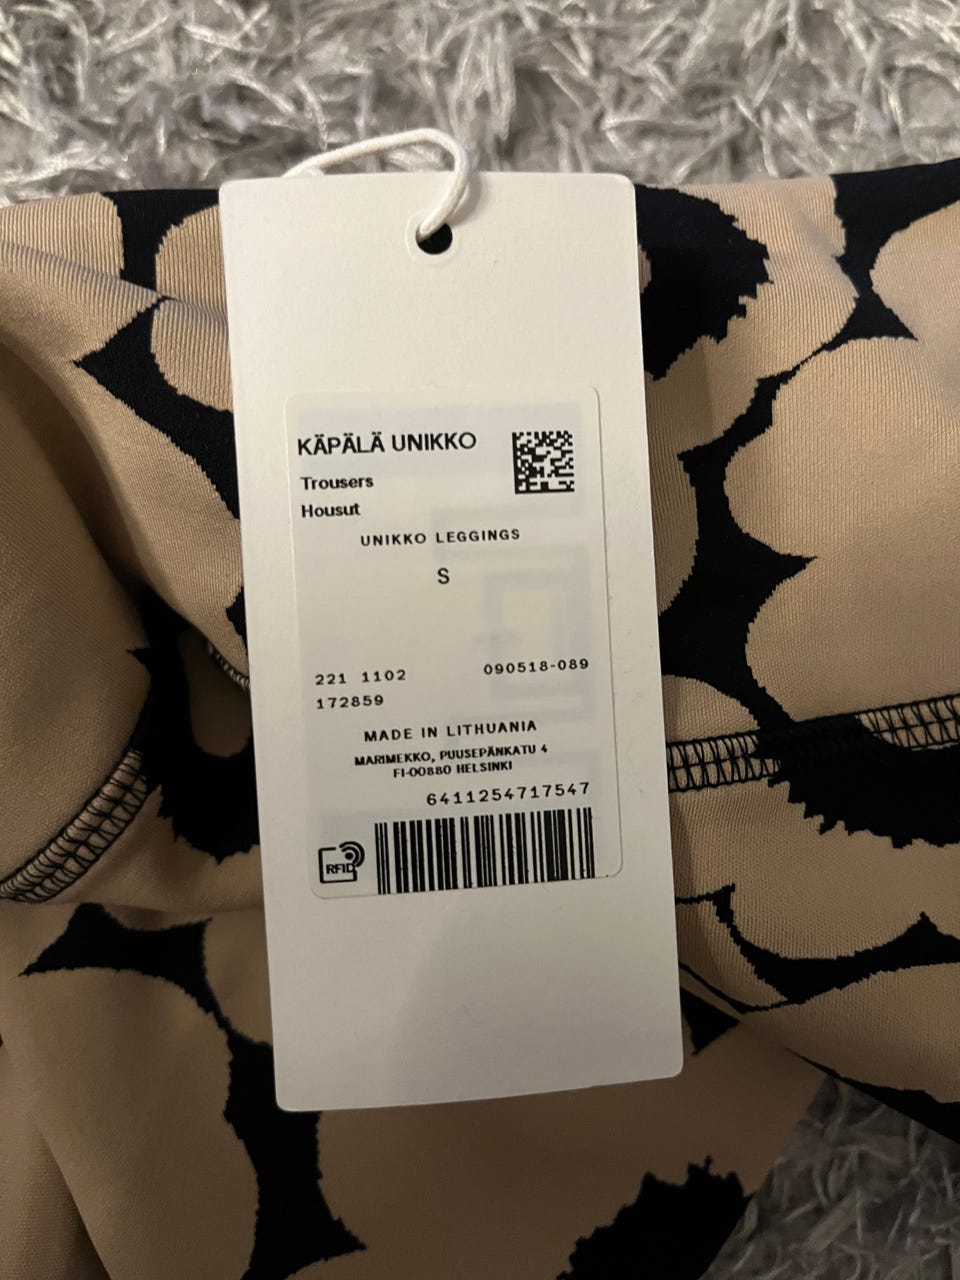 KÄPÄLÄ UNIKKO
Trousers
Housut
UNIKKO LEGGINGS
S
221 1102 090518-089
172859
MADE IN LITHUANIA
MARIMEKKO, PUUSEPÄNKATU 4
FI-00880 HELSINKI
6411254717547
RFID